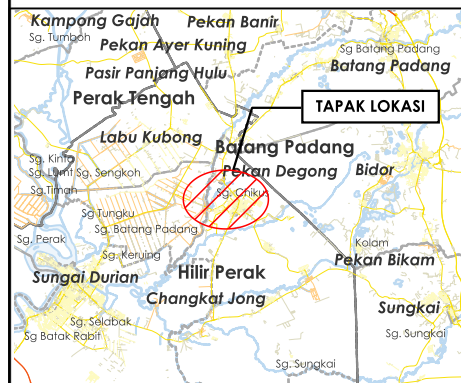 Kampong Gajah
Pekan Banir
Sg. Tumboh
Pekan Ayer Kuning
Sg Batang Padang
Batang Padang
Pasir Panjang Hulu
Perak Tengah
TAPAK LOKASI
Labu Kubong
Batang Padang
Sg. Kinta
Sg. Lumt Sg. Sengkoh
Pekan Degong
Bidor
Sg.Timah
Sg. Chiku
Sg Tungku
Sg. Batang Padang
Sg. Perak
Kolam
Sg. Keruing
Pekan Bikam
Sungai Durian
Hilir Perak
Changkat Jong
Sungkai
Sg. Selabak
Sg Batak Rabit
Sg. Sungkai
Sg. Sungkai